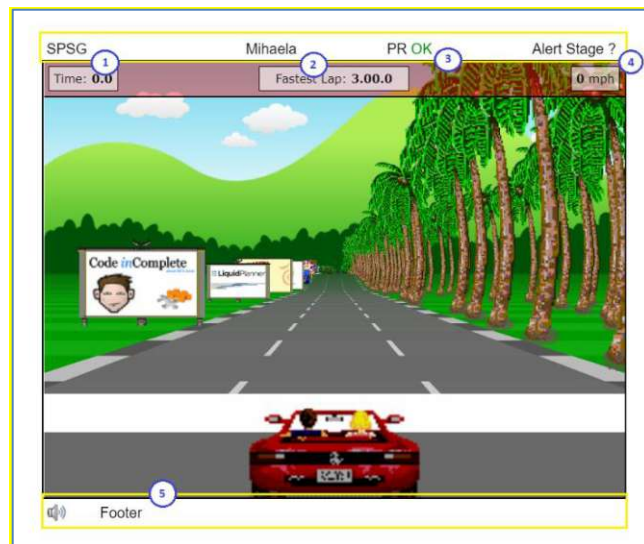 SPSG Mihaela PR OK Alert Stage ?
1 2 3 4
Time: 0.0 Fastest Lap: 3.00.0 0 mph
Code inComplete
LiquidPlanner
5
Footer